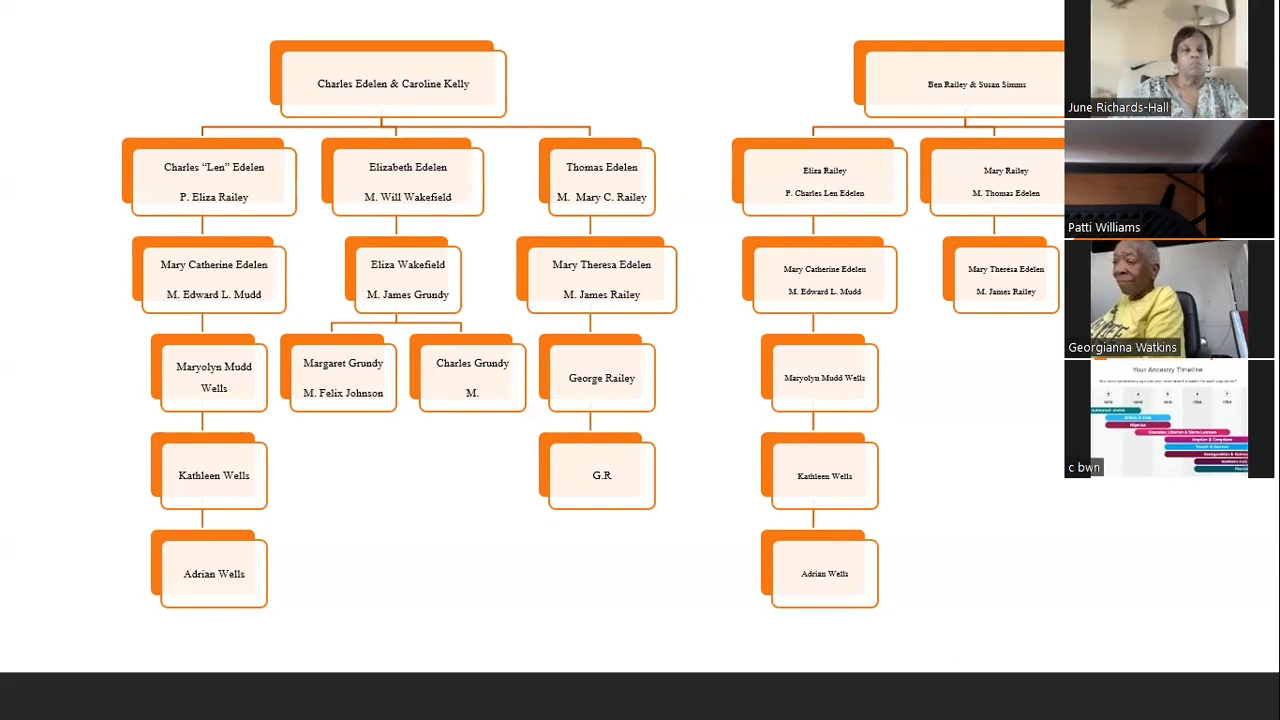 Charles Edelen & Caroline Kelly
Ben Railey & Susan Simms
Charles “Len” Edelen
P. Eliza Railey
Elizabeth Edelen
M. Will Wakefield
Thomas Edelen
M. Mary C. Railey
Eliza Railey
P. Charles Len Edelen
Mary Railey
M. Thomas Edelen
Mary Catherine Edelen
M. Edward L. Mudd
Eliza Wakefield
M. James Grundy
Mary Theresa Edelen
M. James Railey
Mary Catherine Edelen
M. Edward L. Mudd
Mary Theresa Edelen
M. James Railey
Maryolyn Mudd
Wells
Margaret Grundy
M. Felix Johnson
Charles Grundy
M.
George Railey
Maryolyn Mudd Wells
Kathleen Wells
G.R
Kathleen Wells
Adrian Wells
Adrian Wells
June Richards-Hall
Patti Williams
Georgianna Watkins
Your Ancestry Timeline
c bwn